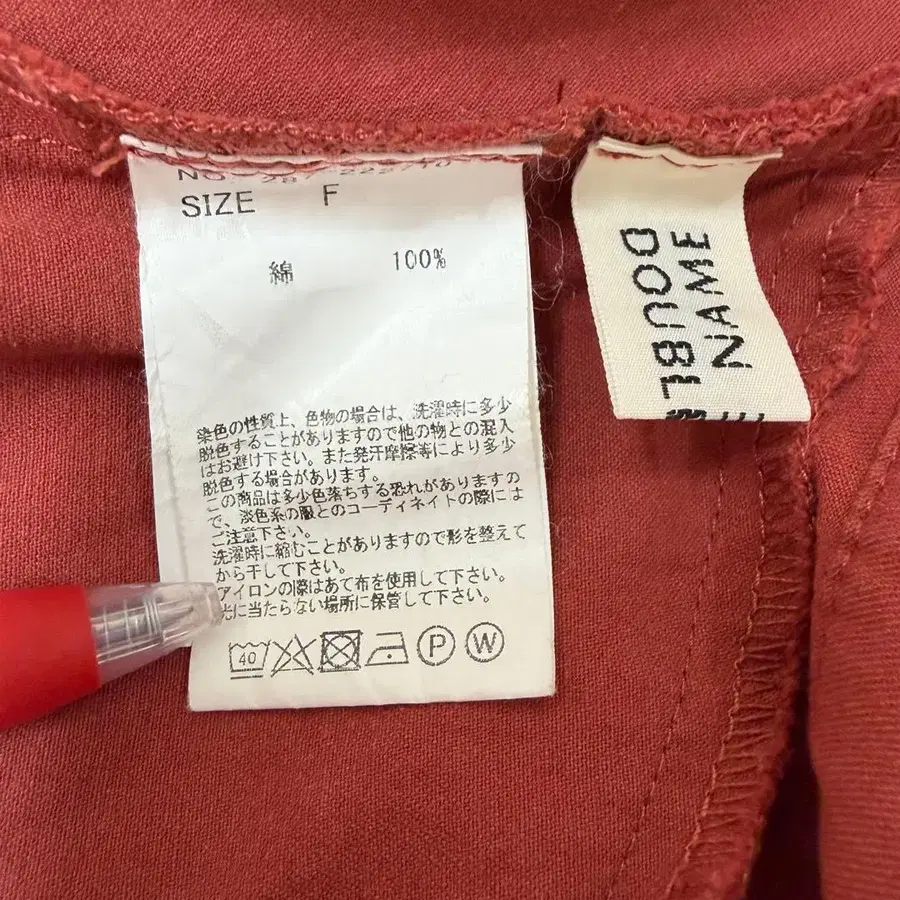 SIZE F
綿 100%
染色の性質上、色物の場合は、洗濯時に多少
脱色することがありますので他の物との混入
はお避け下さい。また発汗摩擦等により多少
脱色する場合があります。
この商品は多少色落ちする恐れがありますの
で、淡色系の服とのコーディネイトの際には
ご注意下さい。
洗濯時に縮むことがありますので形を整えて
から干して下さい。
アイロンの際はあて布を使用して下さい。
光に当たらない場所に保管して下さい。
40 P W
DOUBL
NAME